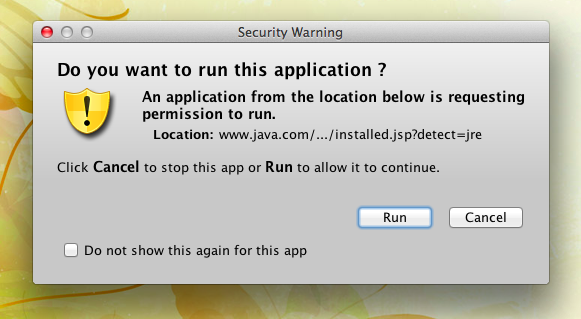 Security Warning
Do you want to run this application ?
An application from the location below is requesting
permission to run.
Location: www.java.com/.../installed.jsp?detect=jre
Click Cancel to stop this app or Run to allow it to continue.
Run Cancel
Do not show this again for this app